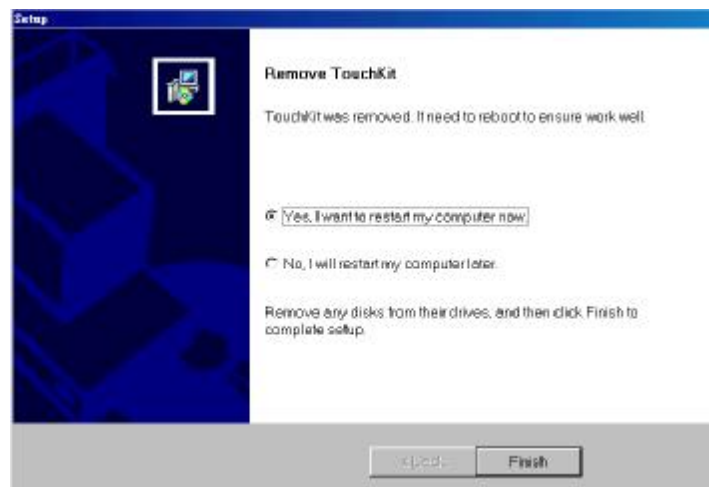 Setup
Remove TouchKit
TouchKit was removed. It need to reboot to ensure work well.
Yes, I want to restart my computer now.
No, I will restart my computer later.
Remove any disks from their drives, and then click Finish to
complete setup.
< Back
Finish